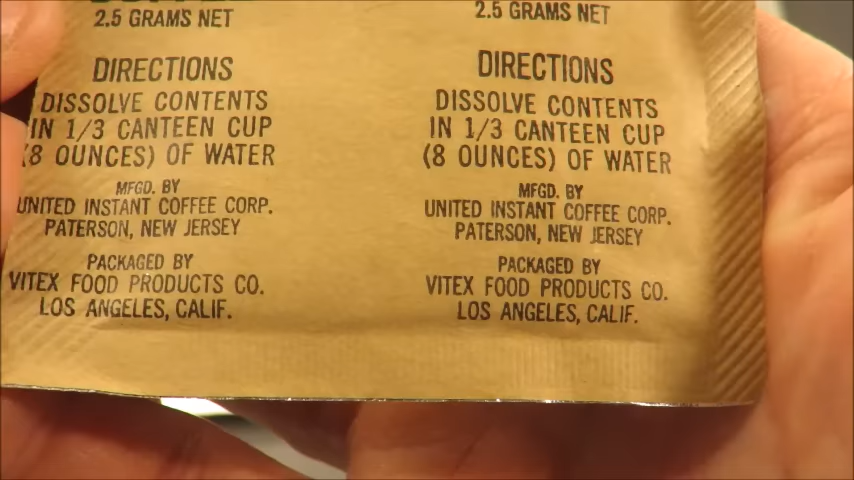 2.5 GRAMS NET
DIRECTIONS
DISSOLVE CONTENTS
IN 1/3 CANTEEN CUP
(8 OUNCES) OF WATER
MFGD. BY
UNITED INSTANT COFFEE CORP.
PATERSON, NEW JERSEY
PACKAGED BY
VITEX FOOD PRODUCTS CO.
LOS ANGELES, CALIF.
2.5 GRAMS NET
DIRECTIONS
DISSOLVE CONTENTS
IN 1/3 CANTEEN CUP
(8 OUNCES) OF WATER
MFGD. BY
UNITED INSTANT COFFEE CORP.
PATERSON, NEW JERSEY
PACKAGED BY
VITEX FOOD PRODUCTS CO.
LOS ANGELES, CALIF.